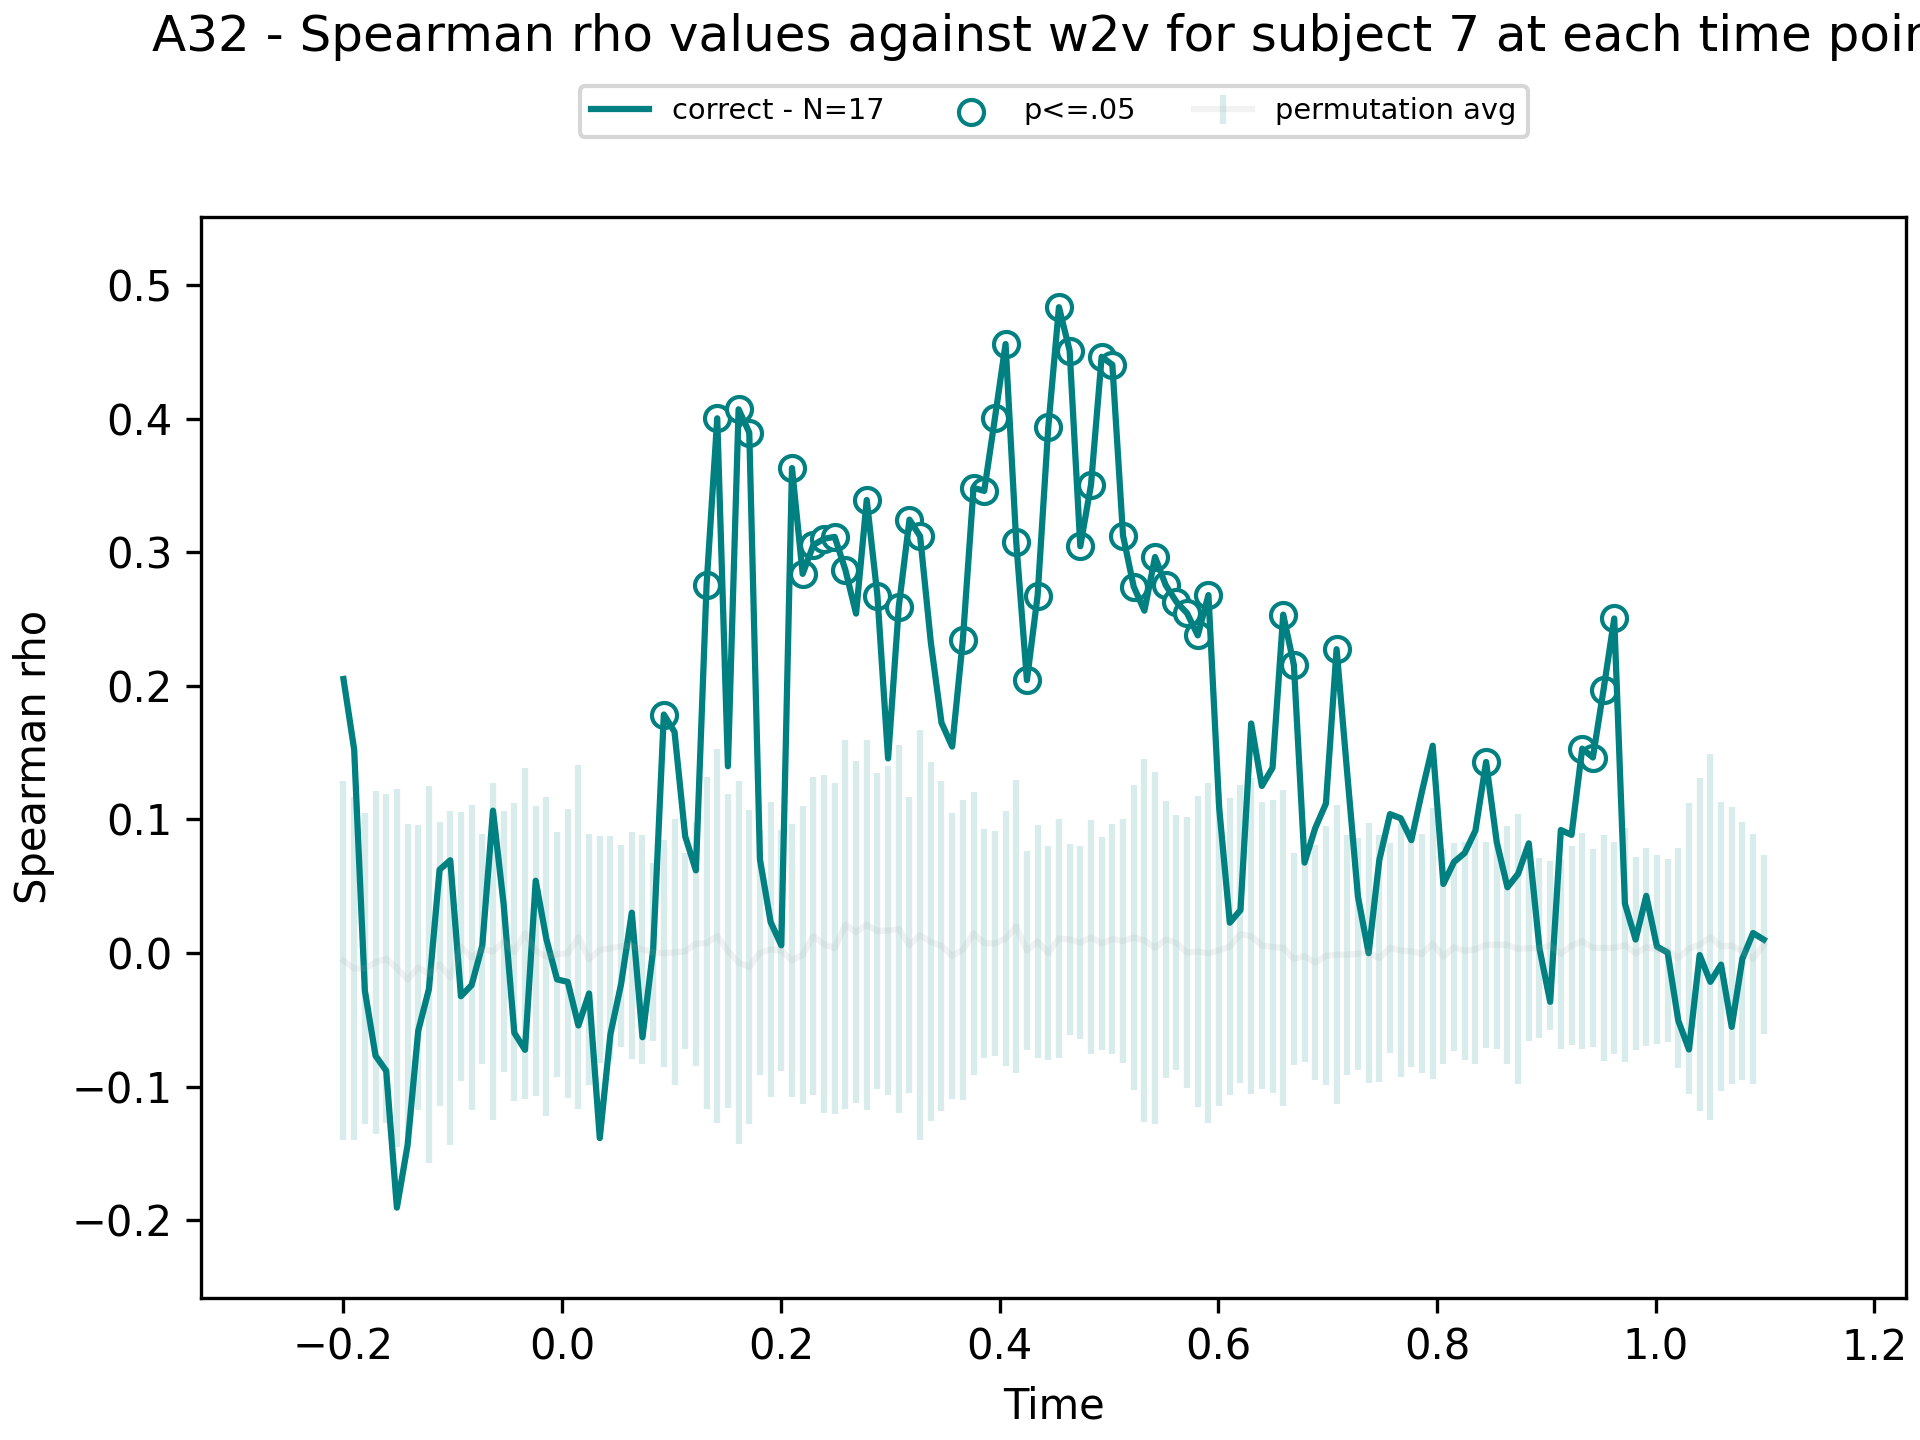 A32 - Spearman rho values against w2v for subject 7 at each time
correct - N=17 p<=.05 permutation avg
Spearman rho
0.5
0.4
0.3
0.2
0.1
0.0
−0.1
−0.2
−0.2 0.0 0.2 0.4 0.6 0.8 1.0 1.2
Time